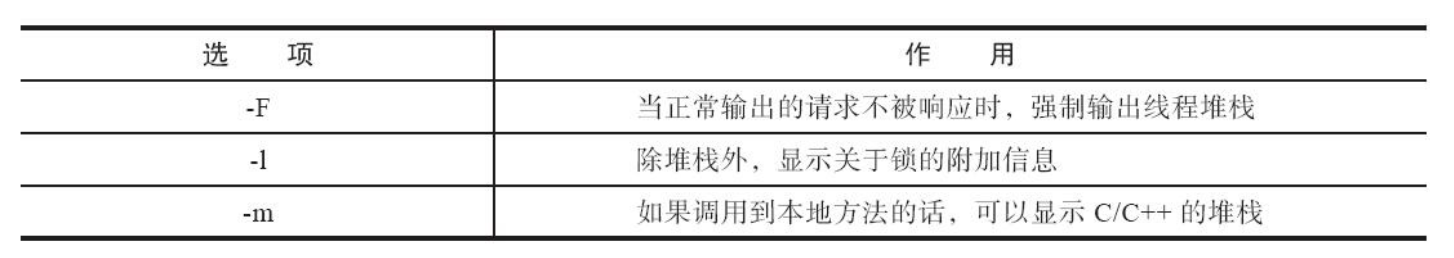 选 项 作 用
-F 当正常输出的请求不被响应时，强制输出线程堆栈
-l 除堆栈外，显示关于锁的附加信息
-m 如果调用到本地方法的话，可以显示 C/C++ 的堆栈